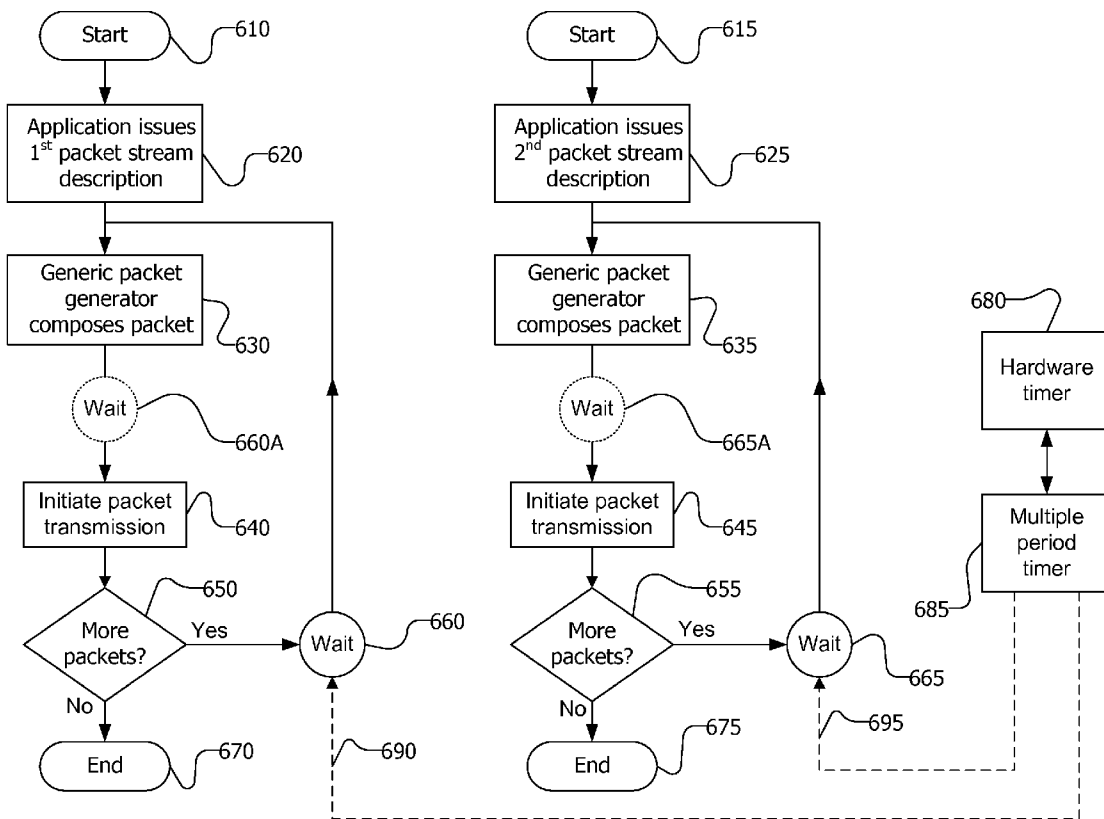 Start
610
Application issues
1st packet stream
description
620
Generic packet
generator
composes packet
630
Wait
660A
Initiate packet
transmission
640
650
More
packets?
Yes
Wait
660
No
End
670
690
Start
615
Application issues
2nd packet stream
description
625
Generic packet
generator
composes packet
635
Wait
665A
Initiate packet
transmission
645
655
More
packets?
Yes
Wait
665
No
End
675
695
680
Hardware
timer
Multiple
period
timer
685